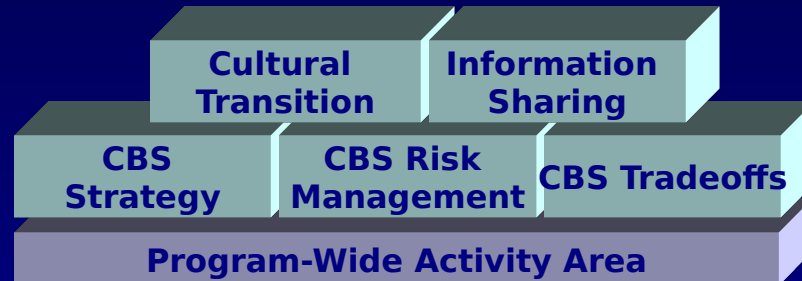 Cultural
Transition
Information
Sharing
CBS
Strategy
CBS Risk
Management
CBS Tradeoffs
Program-Wide Activity Area